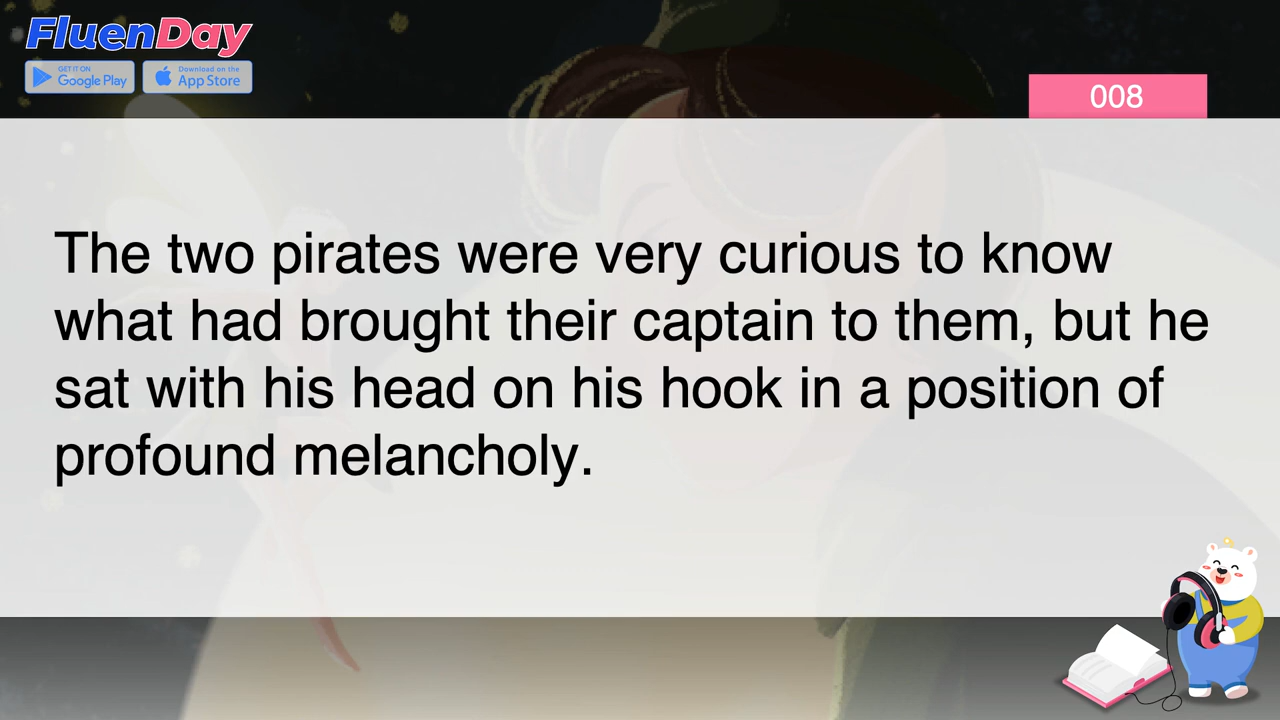 FluenDay
GET IT ON
Google Play
Download on the
App Store
008
The two pirates were very curious to know
what had brought their captain to them, but he
sat with his head on his hook in a position of
profound melancholy.